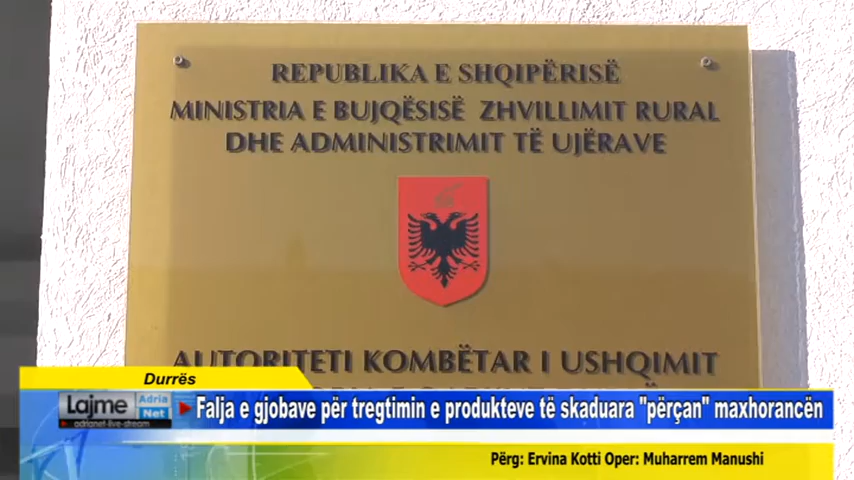 REPUBLIKA E SHQIPËRISË
MINISTRIA E BUJQËSISË ZHVILLIMIT RURAL
DHE ADMINISTRIMIT TË UJËRAVE
AUTORITETI KOMBËTAR I USHQIMIT
Durrës
Lajme Adria Net
adrianet-live-stream
Falja e gjobave për tregtimin e produkteve të skaduara "përçan" maxhorancën
Përg: Ervina Kotti Oper: Muharrem Manushi